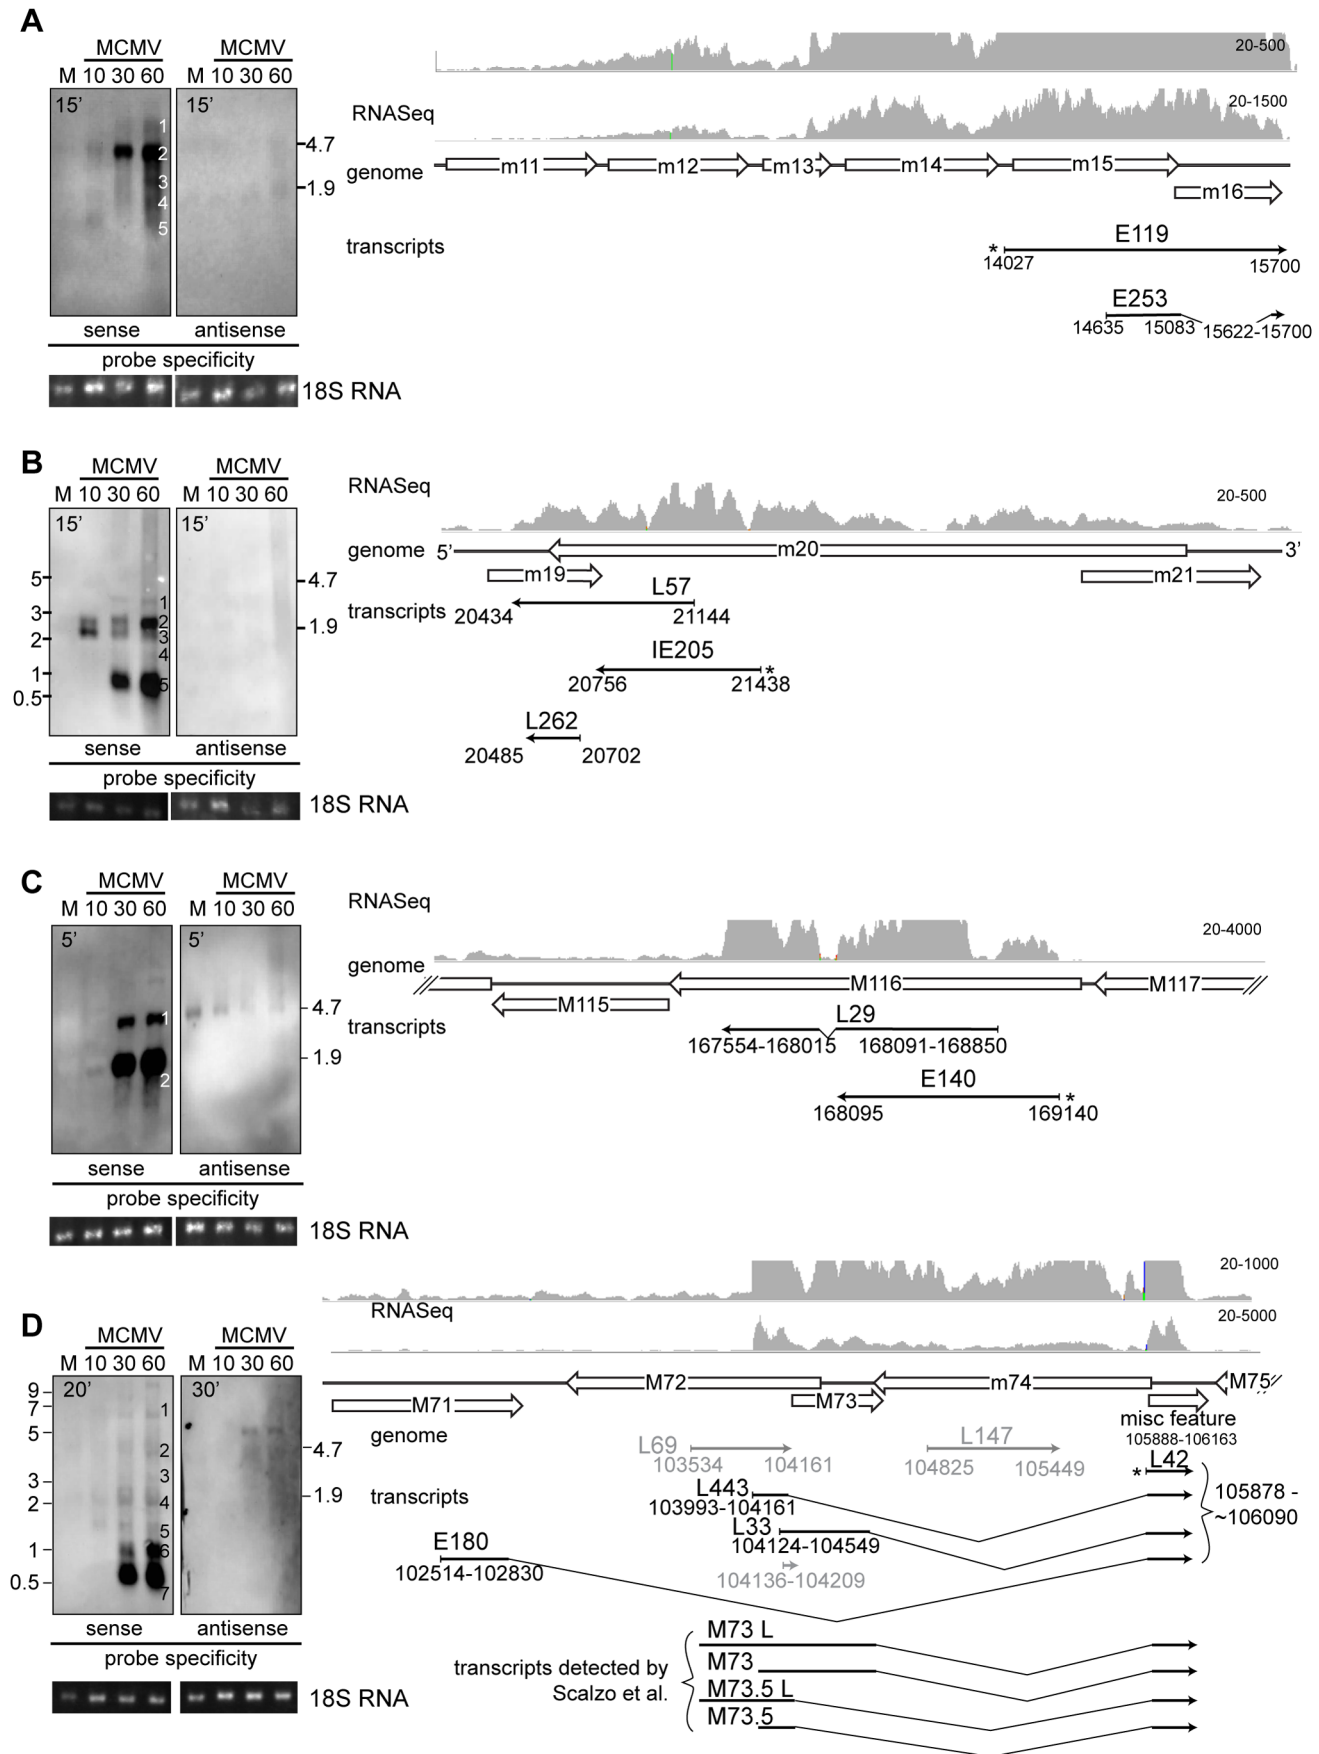 A
MCMV MCMV
M 10 30 60 M 10 30 60
15’ 15’
1
2
3
4
5
4.7
1.9
sense antisense
probe specificity
18S RNA
20-500
RNASeq
20-1500
genome
m11 m12 m13 m14 m15
m16
transcripts
E119
* 14027 15700
E253
14635 15083 15622-15700
B
MCMV MCMV
M 10 30 60 M 10 30 60
15’ 15’
5
3
2
1
0.5
1
2
3
4
5
4.7
1.9
sense antisense
probe specificity
18S RNA
RNASeq
20-500
genome 5’ m20 3’
m19 m21
transcripts
L57
20434 21144
IE205
*
20756 21438
L262
20485 20702
C
MCMV MCMV
M 10 30 60 M 10 30 60
5’ 5’
1
2
4.7
1.9
sense antisense
probe specificity
18S RNA
RNASeq
20-4000
genome
M116 M117
M115
transcripts
L29
167554-168015 168091-168850
E140
*
168095 169140
D
MCMV MCMV
M 10 30 60 M 10 30 60
20’ 30’
9
7
5
3
2
1
0.5
1
2
3
4
5
6
7
4.7
1.9
sense antisense
probe specificity
18S RNA
20-1000
RNASeq
20-5000
M72 m74 M75
M71 M73
misc feature
105888-106163
genome
L69
103534 104161
L147
104825 105449
* L42
transcripts
L443
103993-104161
105878 -
~106090
L33
104124-104549
E180
102514-102830
104136-104209
transcripts detected by
Scalzo et al.
M73 L
M73
M73.5 L
M73.5